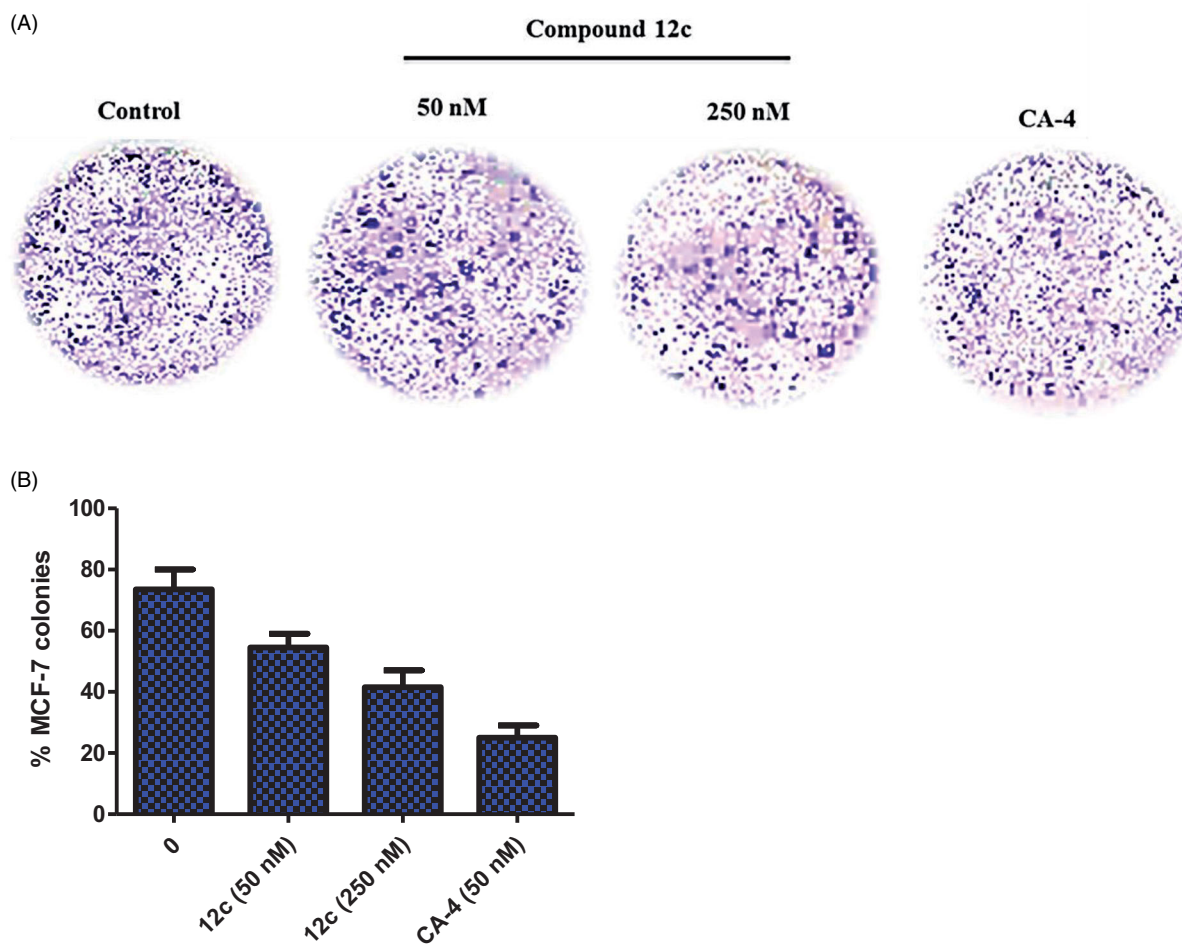 (A)
Compound 12c
Control
50 nM
250 nM
CA-4
(B)
% MCF-7 colonies
100
80
60
40
20
0
0
12c (50 nM)
12c (250 nM)
CA-4 (50 nM)